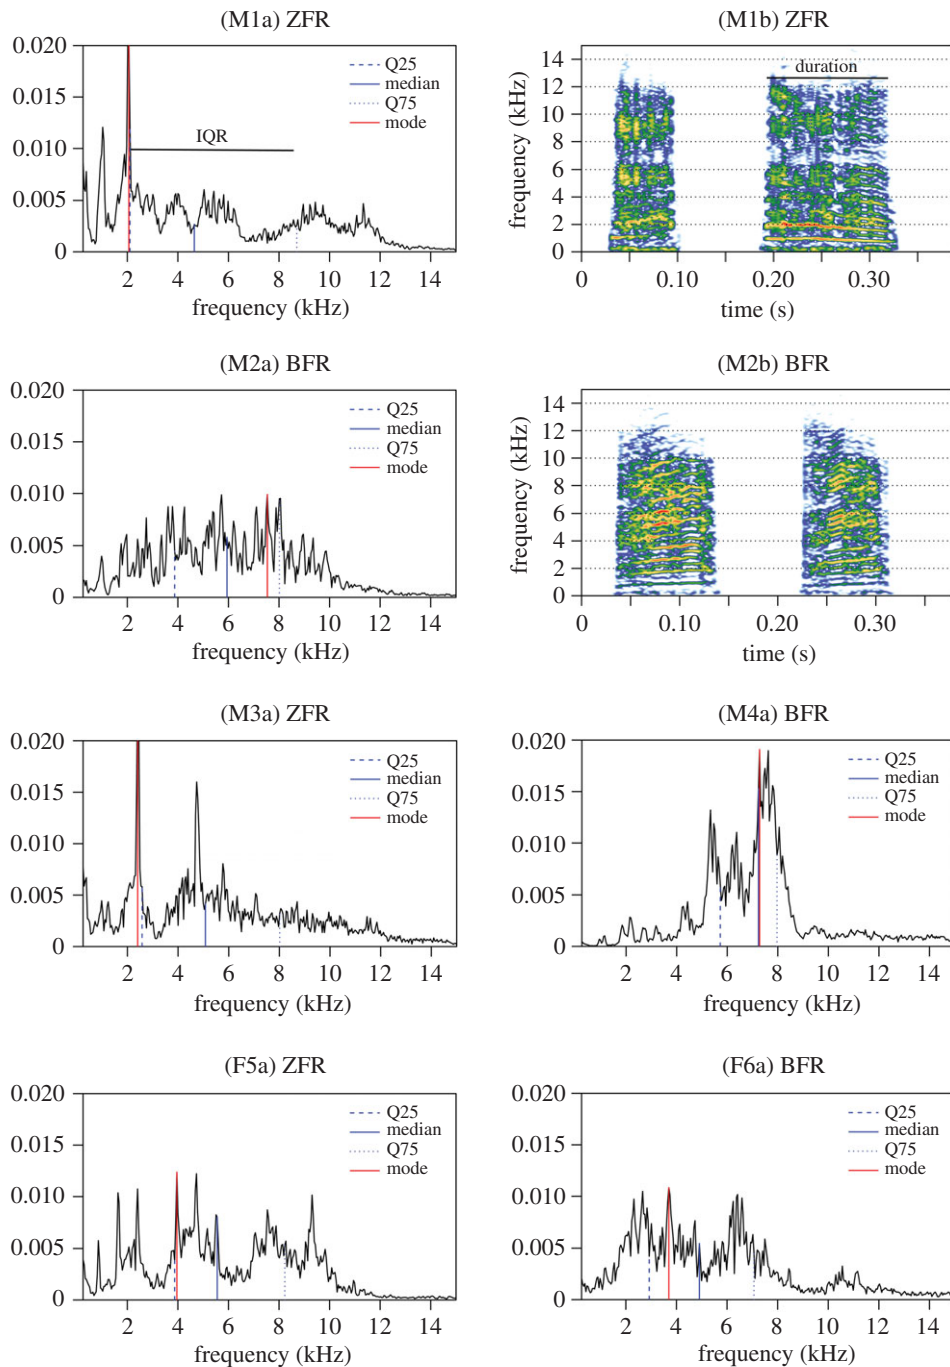 (M1a) ZFR
0.020
0.015
0.010
0.005
0
Q25
median
Q75
mode
IQR
2 4 6 8 10 12 14
frequency (kHz)
(M1b) ZFR
14
12
10
8
6
4
2
0
frequency (kHz)
duration
0 0.10 0.20 0.30
time (s)
(M2a) BFR
0.020
0.015
0.010
0.005
0
Q25
median
Q75
mode
2 4 6 8 10 12 14
frequency (kHz)
(M2b) BFR
14
12
10
8
6
4
2
0
frequency (kHz)
0 0.10 0.20 0.30
time (s)
(M3a) ZFR
0.020
0.015
0.010
0.005
0
Q25
median
Q75
mode
2 4 6 8 10 12 14
frequency (kHz)
(M4a) BFR
0.020
0.015
0.010
0.005
0
Q25
median
Q75
mode
2 4 6 8 10 12 14
frequency (kHz)
(F5a) ZFR
0.020
0.015
0.010
0.005
0
Q25
median
Q75
mode
2 4 6 8 10 12 14
frequency (kHz)
(F6a) BFR
0.020
0.015
0.010
0.005
0
Q25
median
Q75
mode
2 4 6 8 10 12 14
frequency (kHz)